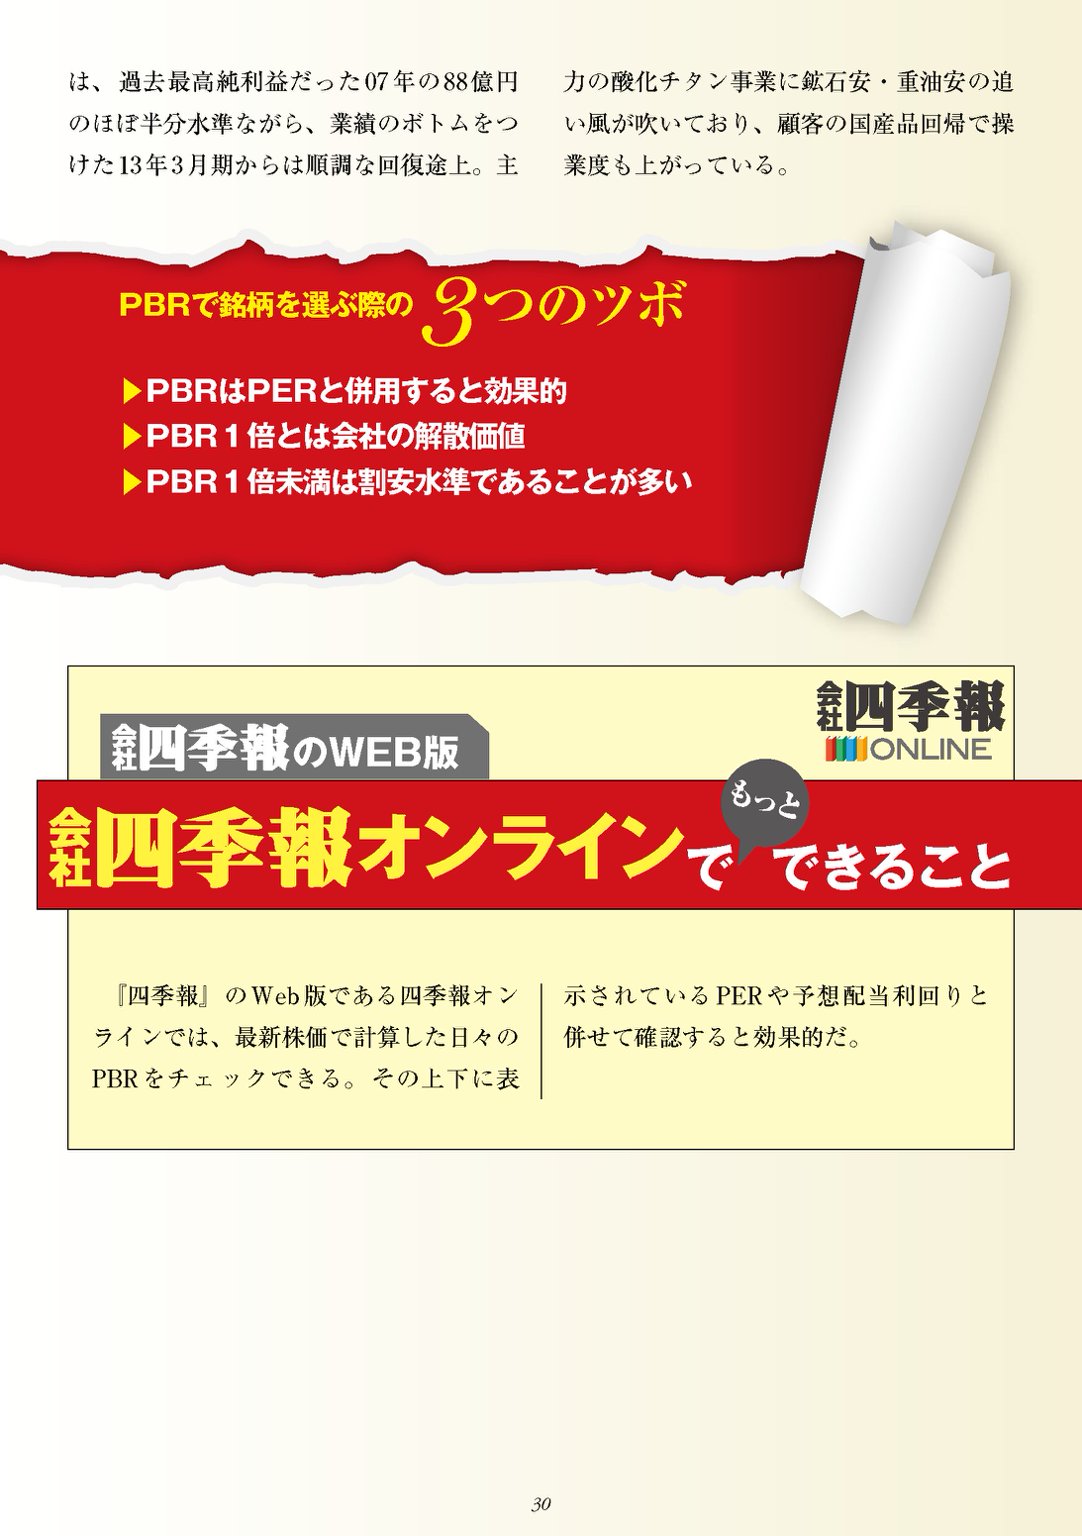 は、過去最高純利益だった07年の88億円
のほぼ半分水準ながら、業績のボトムをつ
けた13年3月期からは順調な回復途上。主
力の酸化チタン事業に鉱石安・重油安の追
い風が吹いており、顧客の国産品回帰で操
業度も上がっている。
PBRで銘柄を選ぶ際の3つのツボ
▶PBRはPERと併用すると効果的
▶PBR1倍とは会社の解散価値
▶PBR1倍未満は割安水準であることが多い
会社四季報
ONLINE
会社四季報のWEB版
会社四季報オンラインでもっとできること
『四季報』のWeb版である四季報オン
ラインでは、最新株価で計算した日々の
PBRをチェックできる。その上下に表
示されているPERや予想配当利回りと
併せて確認すると効果的だ。
30